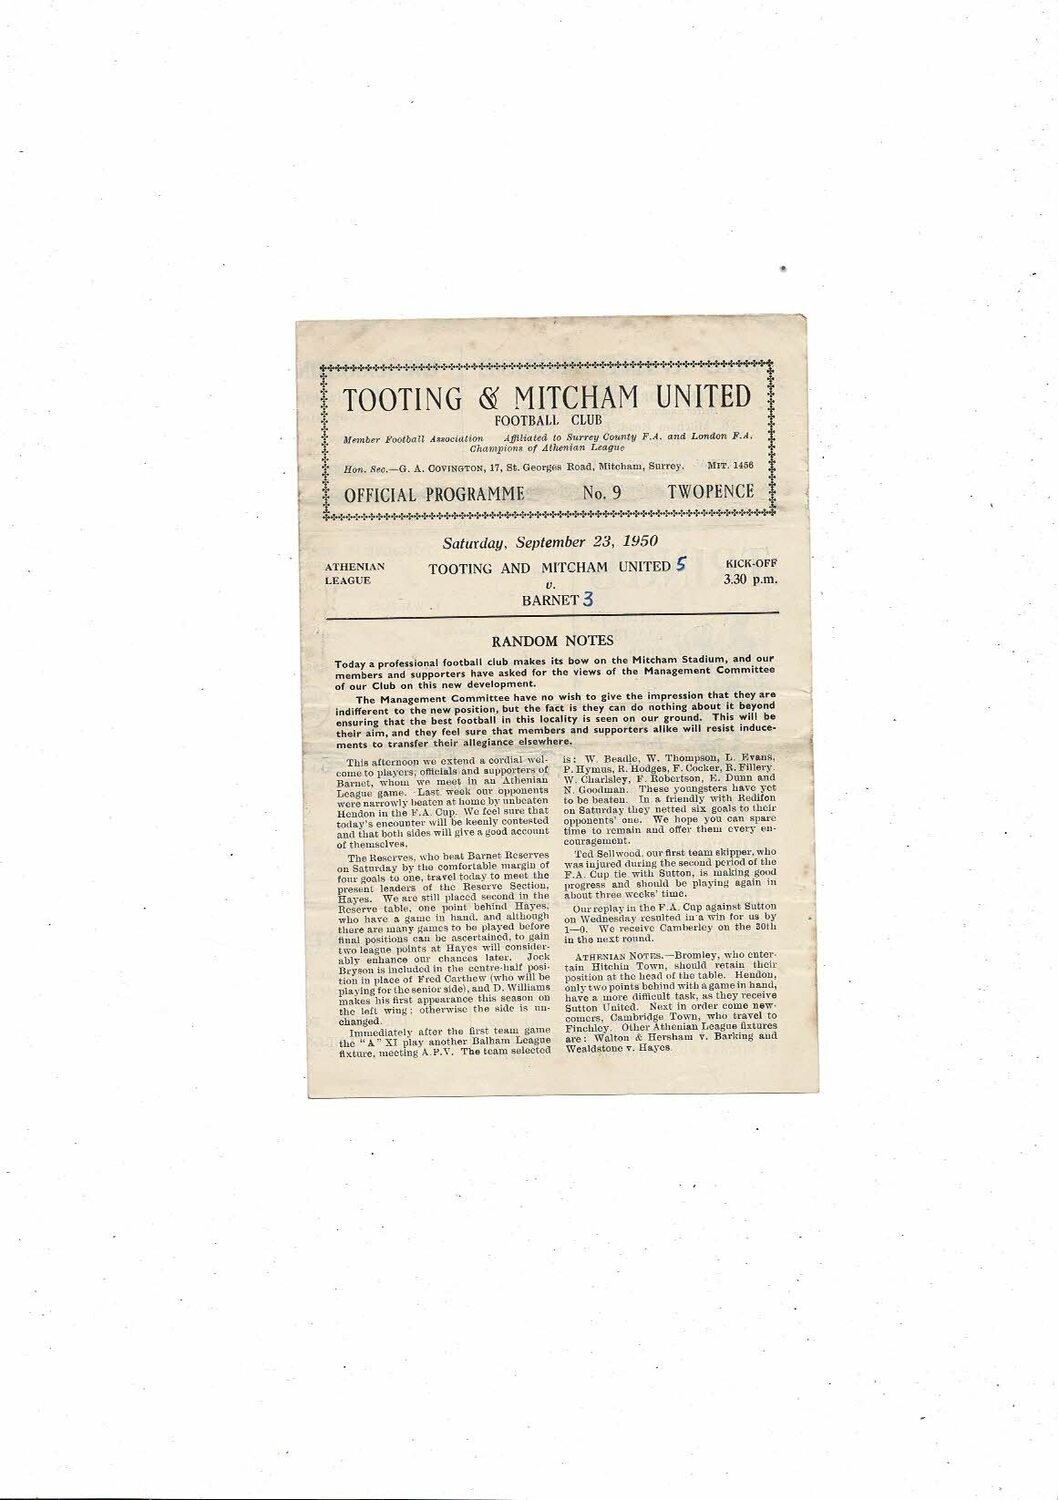 TOOTING & MITCHAM UNITED
FOOTBALL CLUB
Member Football Association Affiliated to Surrey County F.A. and London F.A.
Champions of Athenian League
Hon. Sec.—G. A. COVINGTON, 17, St. Georges Road, Mitcham, Surrey. MIT. 1456
OFFICIAL PROGRAMME No. 9 TWOPENCE
Saturday, September 23, 1950
ATHENIAN LEAGUE
TOOTING AND MITCHAM UNITED 5
v.
BARNET 3
KICK-OFF
3.30 p.m.
RANDOM NOTES
Today a professional football club makes its bow on the Mitcham Stadium, and our
members and supporters have asked for the views of the Management Committee
of our Club on this new development.
The Management Committee have no wish to give the impression that they are
indifferent to the new position, but the fact is they can do nothing about it beyond
ensuring that the best football in this locality is seen on our ground. This will be
their aim, and they feel sure that members and supporters alike will resist induce-
ments to transfer their allegiance elsewhere.
This afternoon we extend a cordial wel-
come to players, officials and supporters of
Barnet, whom we meet in an Athenian
League game. Last week our opponents
were narrowly beaten at home by unbeaten
Hendon in the F.A. Cup. We feel sure that
today's encounter will be keenly contested
and that both sides will give a good account
of themselves.
The Reserves, who beat Barnet Reserves
on Saturday by the comfortable margin of
four goals to one, travel today to meet the
present leaders of the Reserve Section,
Hayes. We are still placed second in the
Reserve table, one point behind Hayes,
who have a game in hand, and although
there are many games to be played before
final positions can be ascertained, to gain
two league points at Hayes will consider-
ably enhance our chances later. Jock
Bryson is included in the centre-half posi-
tion in place of Fred Carthew (who will be
playing for the senior side), and D. Williams
makes his first appearance this season on
the left wing; otherwise the side is un-
changed.
Immediately after the first team game
the "A" XI play another Balham League
fixture, meeting A.P.V. The team selected
is: W. Beadle, W. Thompson, L. Evans,
P. Hymus, R. Hodges, F. Cocker, R. Fillery.
W. Charlsley, F. Robertson, E. Dunn and
N. Goodman. These youngsters have yet
to be beaten. In a friendly with Redifon
on Saturday they netted six goals to their
opponents' one. We hope you can spare
time to remain and offer them every en-
couragement.
Ted Sellwood, our first team skipper, who
was injured during the second period of the
F.A. Cup tie with Sutton, is making good
progress and should be playing again in
about three weeks' time.
Our replay in the F.A. Cup against Sutton
on Wednesday resulted in a win for us by
1—0. We receive Camberley on the 30th
in the next round.
ATHENIAN NOTES.—Bromley, who enter-
tain Hitchin Town, should retain their
position at the head of the table. Hendon,
only two points behind with a game in hand,
have a more difficult task, as they receive
Sutton United. Next in order come new-
comers, Cambridge Town, who travel to
Finchley. Other Athenian League fixtures
are: Walton & Hersham v. Barking and
Wealdstone v. Hayes.